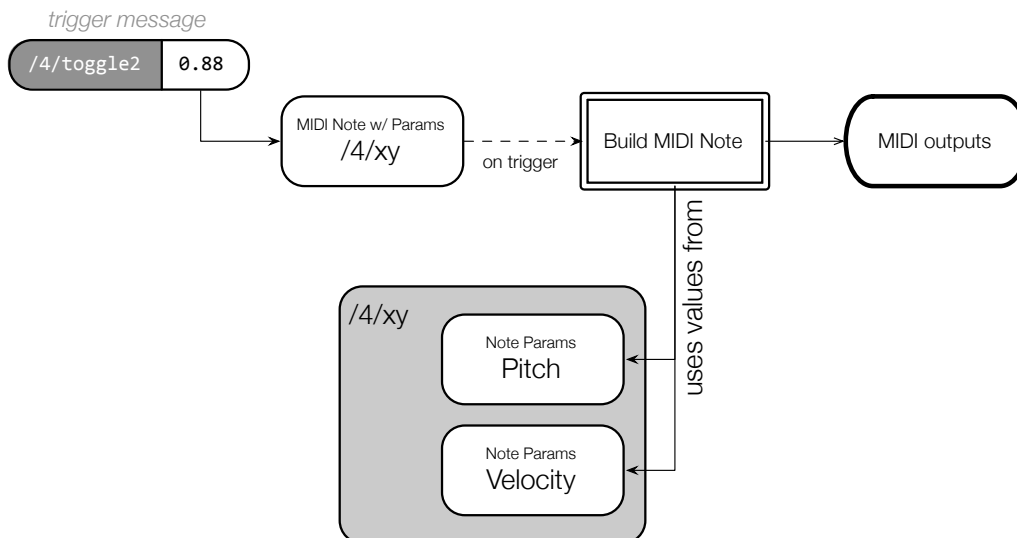 trigger message
/4/toggle2 0.88
MIDI Note w/ Params
/4/xy
on trigger
Build MIDI Note
MIDI outputs
uses values from
/4/xy
Note Params
Pitch
Note Params
Velocity